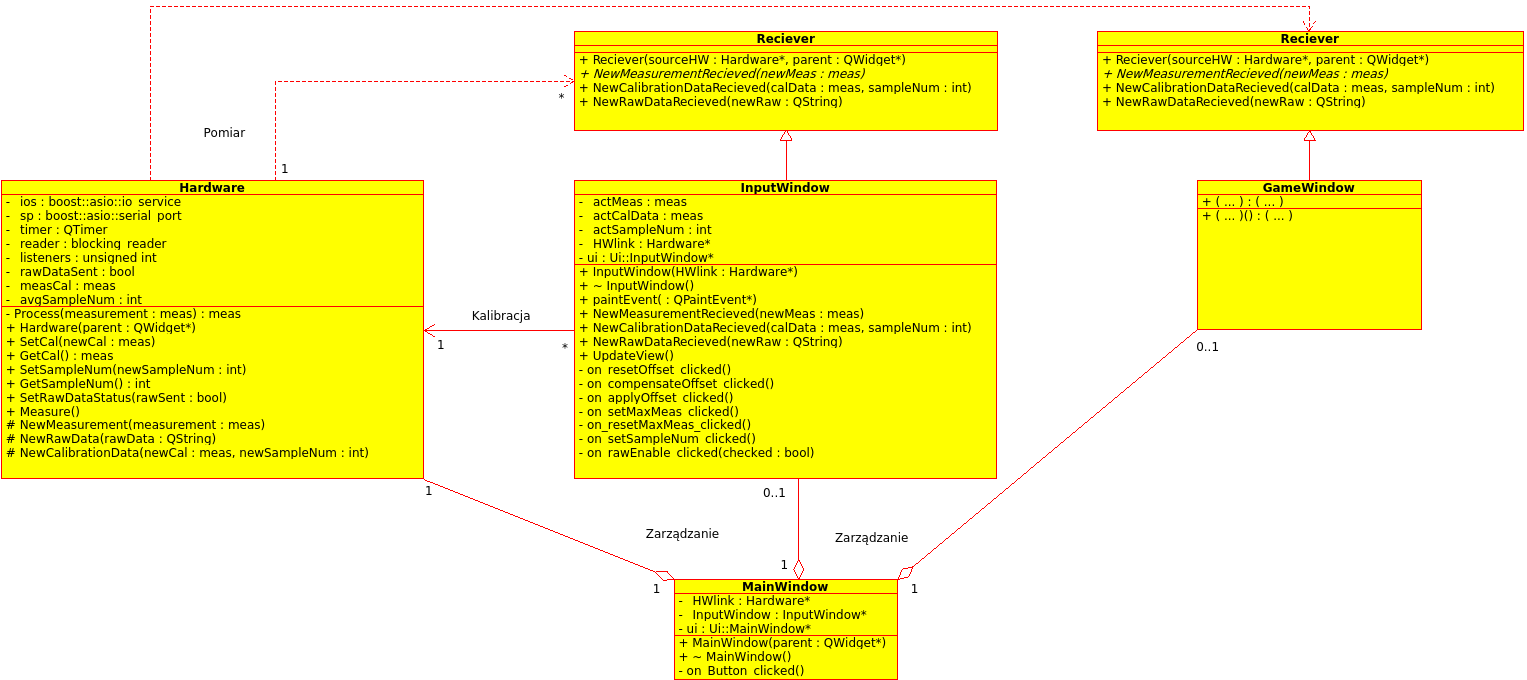 Reciever
+ Reciever(sourceHW : Hardware*, parent : QWidget*)
+ NewMeasurementRecieved(newMeas : meas)
+ NewCalibrationDataRecieved(calData : meas, sampleNum : int)
+ NewRawDataRecieved(newRaw : QString)
Reciever
+ Reciever(sourceHW : Hardware*, parent : QWidget*)
+ NewMeasurementRecieved(newMeas : meas)
+ NewCalibrationDataRecieved(calData : meas, sampleNum : int)
+ NewRawDataRecieved(newRaw : QString)
*
Pomiar
1
Hardware
- ios : boost::asio::io_service
- sp : boost::asio::serial_port
- timer : QTimer
- reader : blocking_reader
- listeners : unsigned int
- rawDataSent : bool
- measCal : meas
- avgSampleNum : int
- Process(measurement : meas) : meas
+ Hardware(parent : QWidget*)
+ SetCal(newCal : meas)
+ GetCal() : meas
+ SetSampleNum(newSampleNum : int)
+ GetSampleNum() : int
+ SetRawDataStatus(rawSent : bool)
+ Measure()
# NewMeasurement(measurement : meas)
# NewRawData(rawData : QString)
# NewCalibrationData(newCal : meas, newSampleNum : int)
Kalibracja
1
*
InputWindow
- actMeas : meas
- actCalData : meas
- actSampleNum : int
- HWlink : Hardware*
- ui : Ui::InputWindow*
+ InputWindow(HWlink : Hardware*)
+ ~ InputWindow()
+ paintEvent( : QPaintEvent*)
+ NewMeasurementRecieved(newMeas : meas)
+ NewCalibrationDataRecieved(calData : meas, sampleNum : int)
+ NewRawDataRecieved(newRaw : QString)
+ UpdateView()
- on_resetOffset_clicked()
- on_compensateOffset_clicked()
- on_applyOffset_clicked()
- on_setMaxMeas_clicked()
- on_resetMaxMeas_clicked()
- on_setSampleNum_clicked()
- on_rawEnable_clicked(checked : bool)
GameWindow
+ ( ... ) : ( ... )
+ ( ... )() : ( ... )
0..1
1
0..1
Zarządzanie
Zarządzanie
1
1
1
MainWindow
- HWlink : Hardware*
- InputWindow : InputWindow*
- ui : Ui::MainWindow*
+ MainWindow(parent : QWidget*)
+ ~ MainWindow()
- on_Button_clicked()